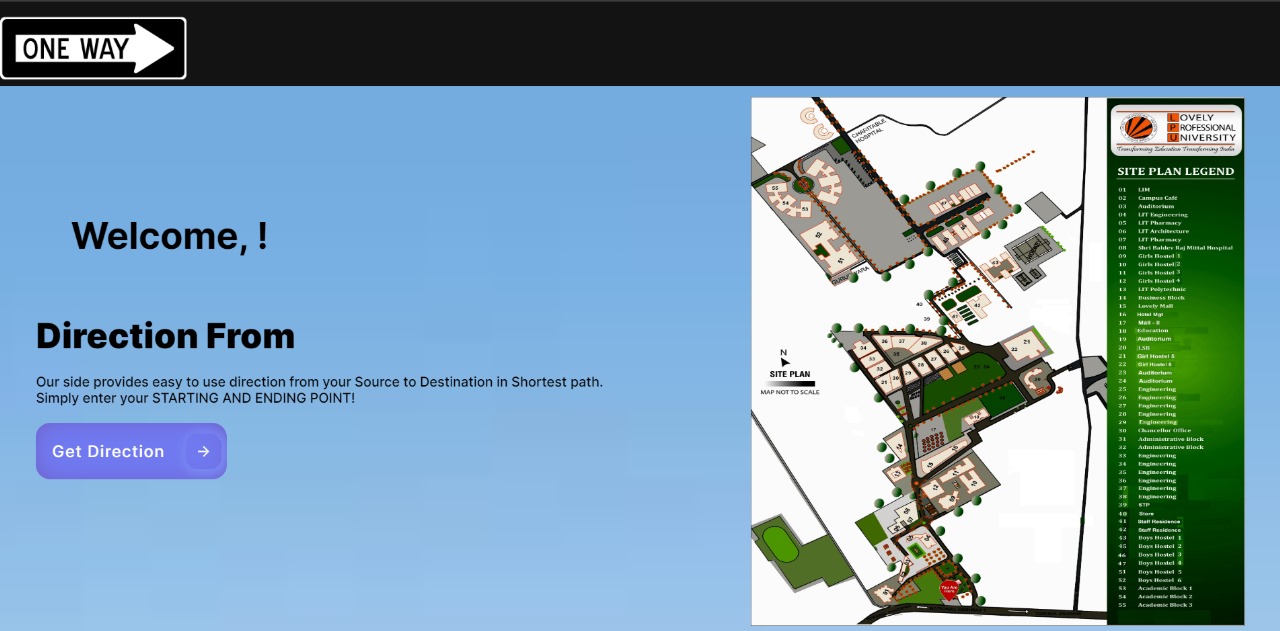 ONE WAY
Welcome, !
Direction From
Our side provides easy to use direction from your Source to Destination in Shortest path.
Simply enter your STARTING AND ENDING POINT!
Get Direction →
CHARITABLE
HOSPITAL
N
SITE PLAN
MAP NOT TO SCALE
You Are
Here
LOVELY
PROFESSIONAL
UNIVERSITY
Transforming Education Transforming India
SITE PLAN LEGEND
01 LIM
02 Campus Café
03 Auditorium
04 LIT Engineering
05 LIT Pharmacy
06 LIT Architecture
07 LIT Pharmacy
08 Shri Baldev Raj Mittal Hospital
09 Girls Hostel 1
10 Girls Hostel 2
11 Girls Hostel 3
12 Girls Hostel 4
13 LIT Polytechnic
14 Business Block
15 Lovely Mall
16 Hotel Mgt
17 Mall - II
18 Education
19 Auditorium
20 LSB
21 Girl Hostel 5
22 Girl Hostel 6
23 Auditorium
24 Auditorium
25 Engineering
26 Engineering
27 Engineering
28 Engineering
29 Engineering
30 Chancellor Office
31 Administrative Block
32 Administrative Block
33 Engineering
34 Engineering
35 Engineering
36 Engineering
37 Engineering
38 Engineering
39 STP
40 Store
41 Staff Residence
42 Staff Residence
43 Boys Hostel 1
45 Boys Hostel 2
46 Boys Hostel 3
47 Boys Hostel 4
51 Boys Hostel 5
52 Boys Hostel 6
53 Academic Block 1
54 Academic Block 2
55 Academic Block 3